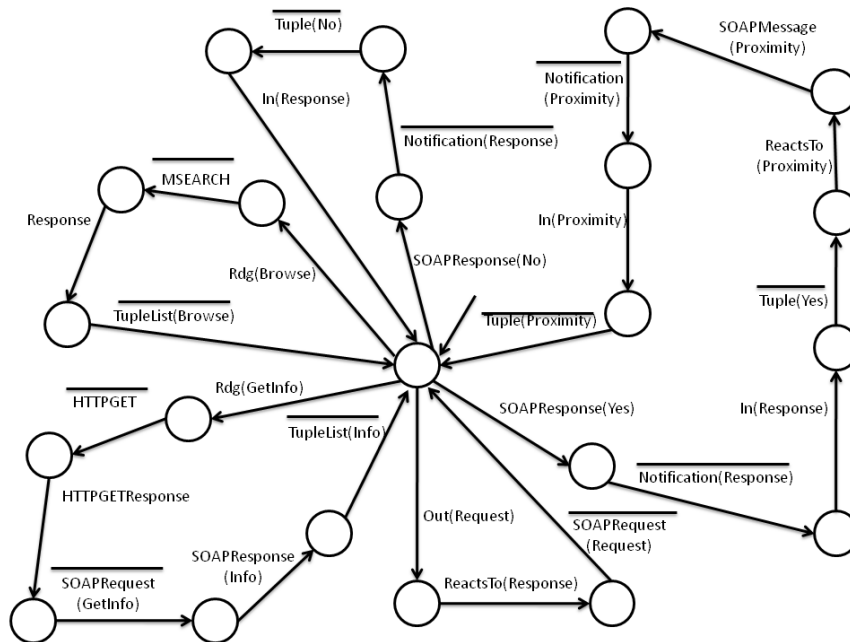 Tuple(No)
In(Response)
Notification(Response)
SOAPResponse(No)
SOAPMessage
(Proximity)
Notification
(Proximity)
ReactsTo
(Proximity)
In(Proximity)
Tuple(Yes)
Tuple(Proximity)
MSEARCH
Response
Rdg(Browse)
TupleList(Browse)
Rdg(GetInfo)
HTTPGET
TupleList(Info)
HTTPGETResponse
SOAPRequest
(GetInfo)
SOAPResponse
(Info)
Out(Request)
ReactsTo(Response)
SOAPRequest
(Request)
SOAPResponse(Yes)
Notification(Response)
In(Response)